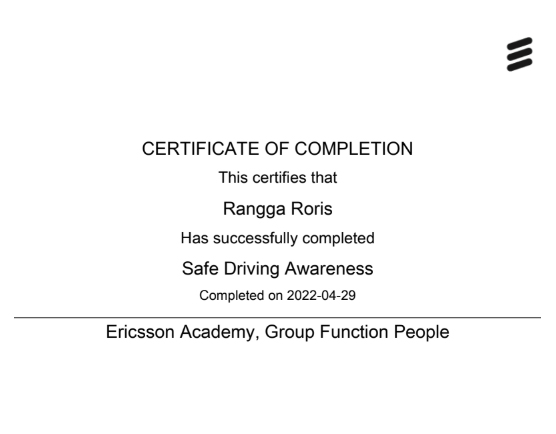 CERTIFICATE OF COMPLETION
This certifies that
Rangga Roris
Has successfully completed
Safe Driving Awareness
Completed on 2022-04-29
Ericsson Academy, Group Function People